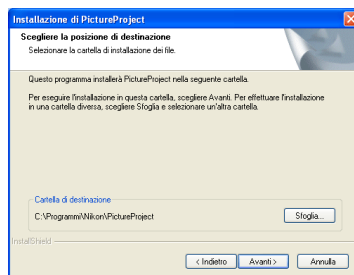 Installazione di PictureProject
Scegliere la posizione di destinazione
Selezionare la cartella di installazione dei file.
Questo programma installerà PictureProject nella seguente cartella.
Per eseguire l'installazione in questa cartella, scegliere Avanti. Per effettuare l'installazione
in una cartella diversa, scegliere Sfoglia e selezionare un'altra cartella.
Cartella di destinazione
C:\Programmi\Nikon\PictureProject
Sfoglia...
InstallShield
< Indietro
Avanti >
Annulla